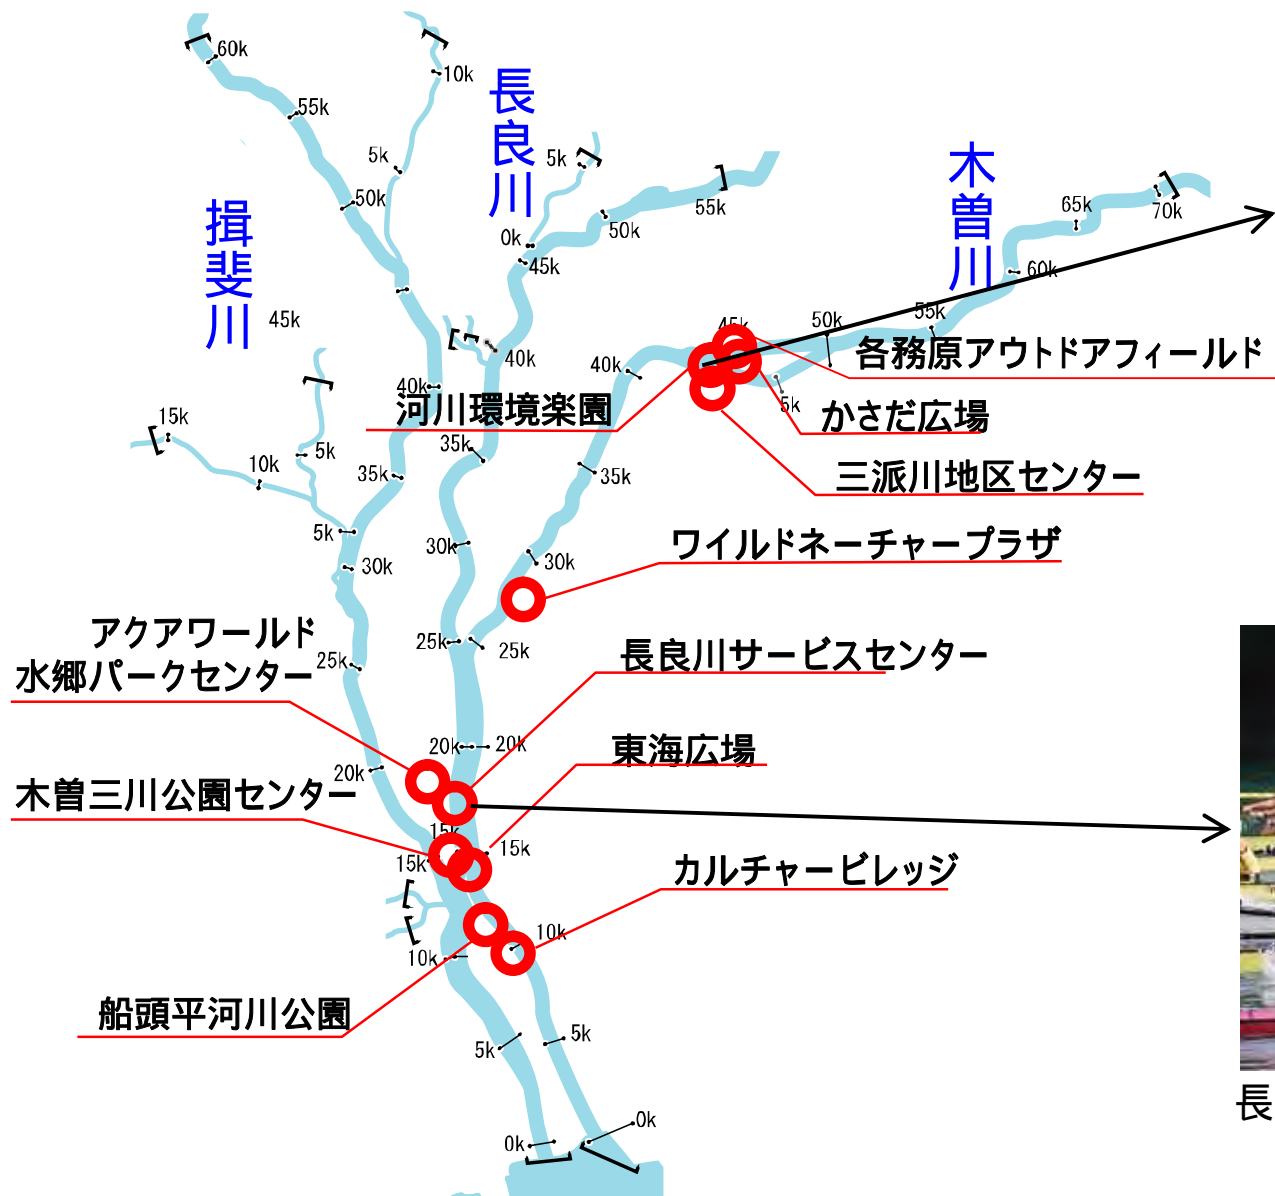 60k
10k
55k
長良川
5k
5k
木曽川
50k
揖斐川
55k
65k
70k
50k
0k
45k
60k
45k
55k
50k
45k
40k
各務原アウトドアフィールド
40k
40k
河川環境楽園
5k
かさだ広場
15k
35k
5k
10k
35k
35k
三派川地区センター
5k
30k
ワイルドネーチャープラザ
30k
30k
アクアワールド
水郷パークセンター
25k
25k
25k
長良川サービスセンター
20k
20k
東海広場
20k
木曽三川公園センター
15k
15k
15k
カルチャービレッジ
10k
10k
船頭平河川公園
5k
5k
長
0k
0k